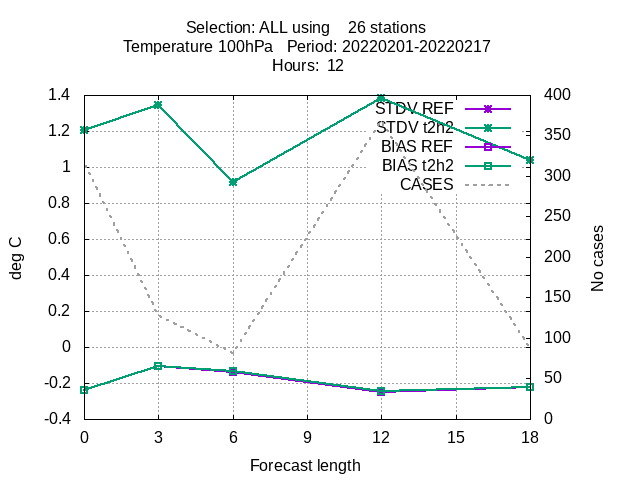 Selection: ALL using    26 stations
Temperature 100hPa   Period: 20220201-20220217
Hours:  12
1.4
1.2
1
0.8
0.6
0.4
0.2
0
-0.2
-0.4
deg C
STDV REF
STDV t2h2
BIAS REF
BIAS t2h2
CASES
400
350
300
250
200
150
100
50
0
No cases
0 3 6 9 12 15 18
Forecast length